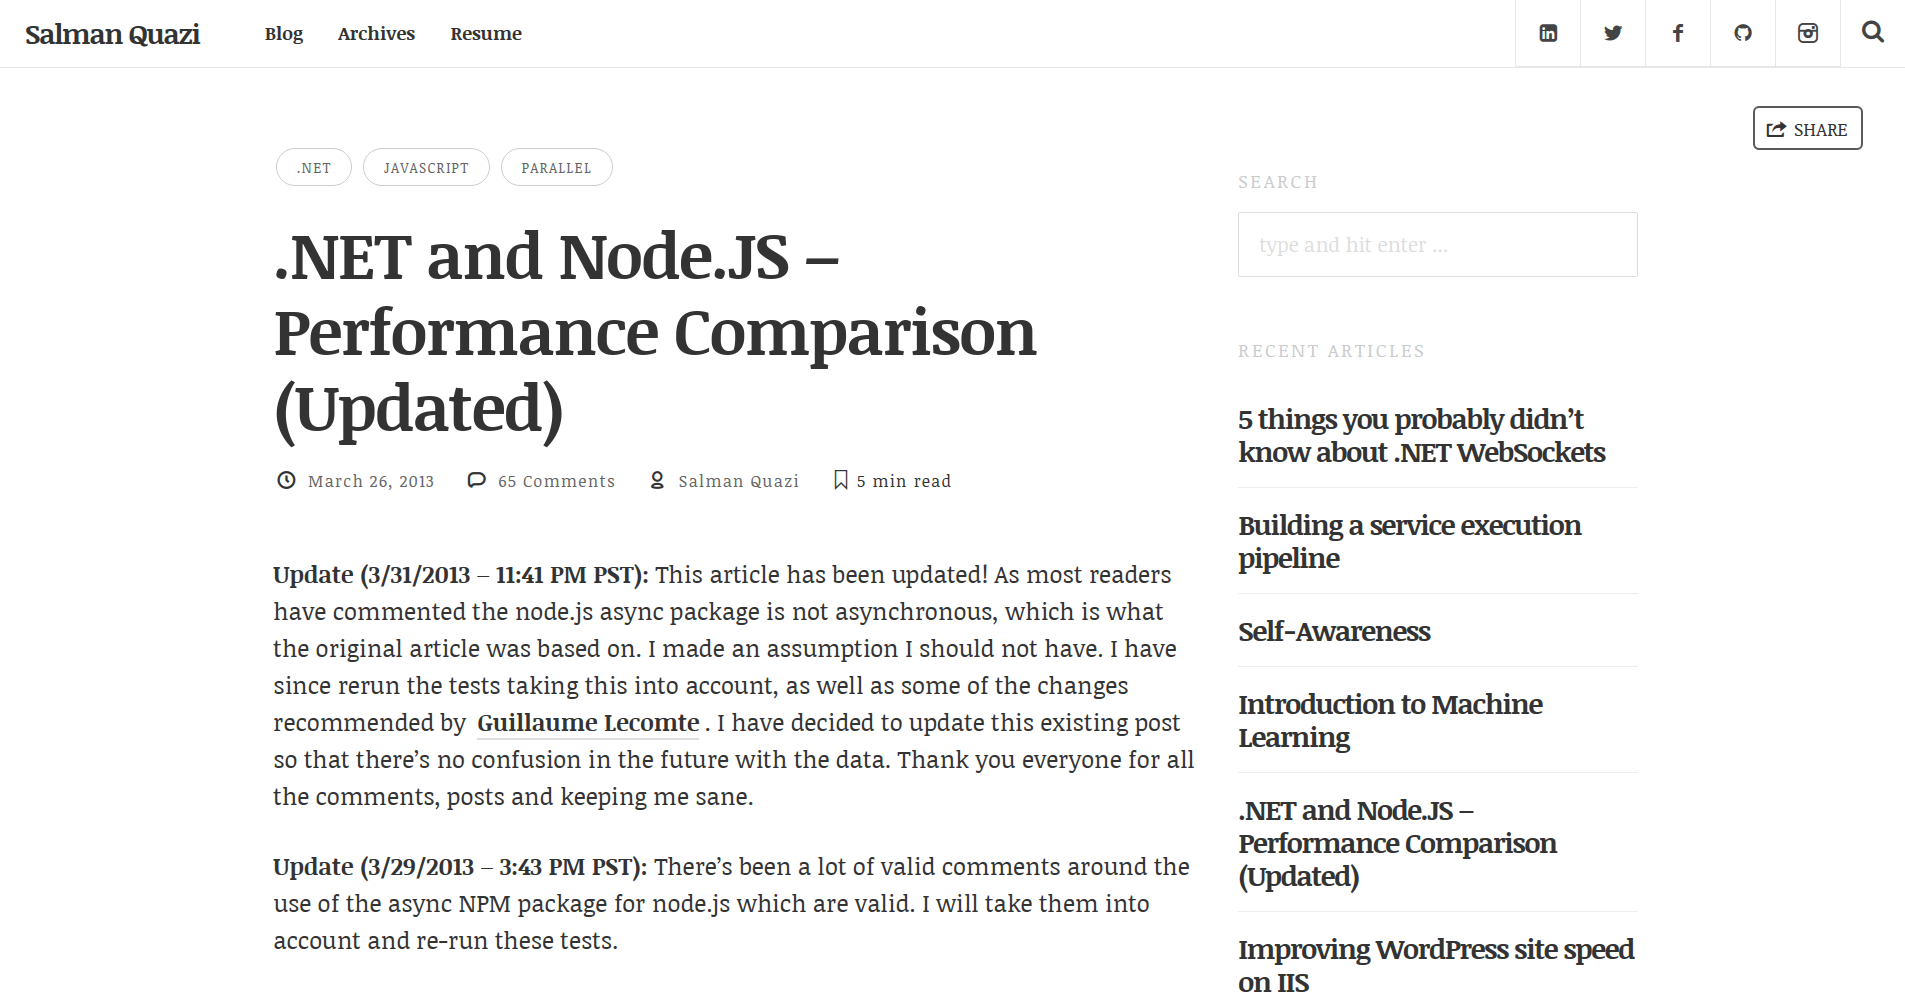 Salman Quazi
Blog
Archives
Resume
SHARE
.NET
JAVASCRIPT
PARALLEL
.NET and Node.JS –
Performance Comparison
(Updated)
March 26, 2013
65 Comments
Salman Quazi
5 min read
Update (3/31/2013 – 11:41 PM PST): This article has been updated! As most readers
have commented the node.js async package is not asynchronous, which is what
the original article was based on. I made an assumption I should not have. I have
since rerun the tests taking this into account, as well as some of the changes
recommended by Guillaume Lecomte . I have decided to update this existing post
so that there’s no confusion in the future with the data. Thank you everyone for all
the comments, posts and keeping me sane.
Update (3/29/2013 – 3:43 PM PST): There’s been a lot of valid comments around the
use of the async NPM package for node.js which are valid. I will take them into
account and re-run these tests.
SEARCH
type and hit enter ...
RECENT ARTICLES
5 things you probably didn’t
know about .NET WebSockets
Building a service execution
pipeline
Self-Awareness
Introduction to Machine
Learning
.NET and Node.JS –
Performance Comparison
(Updated)
Improving WordPress site speed
on IIS